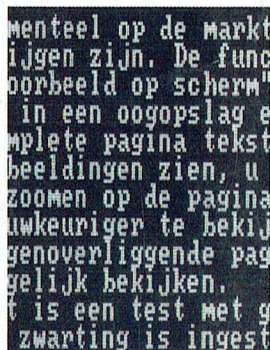 menteel op de markt
ijgen zijn. De func
oorbeeld op scherm"
in een oogopslag e
mplete pagina tekst
beeldingen zien, u
zoomen op de pagina
uwkeuriger te bekij
genoverliggende pag
gelijk bekijken.
t is een test met g
zwarting is ingest